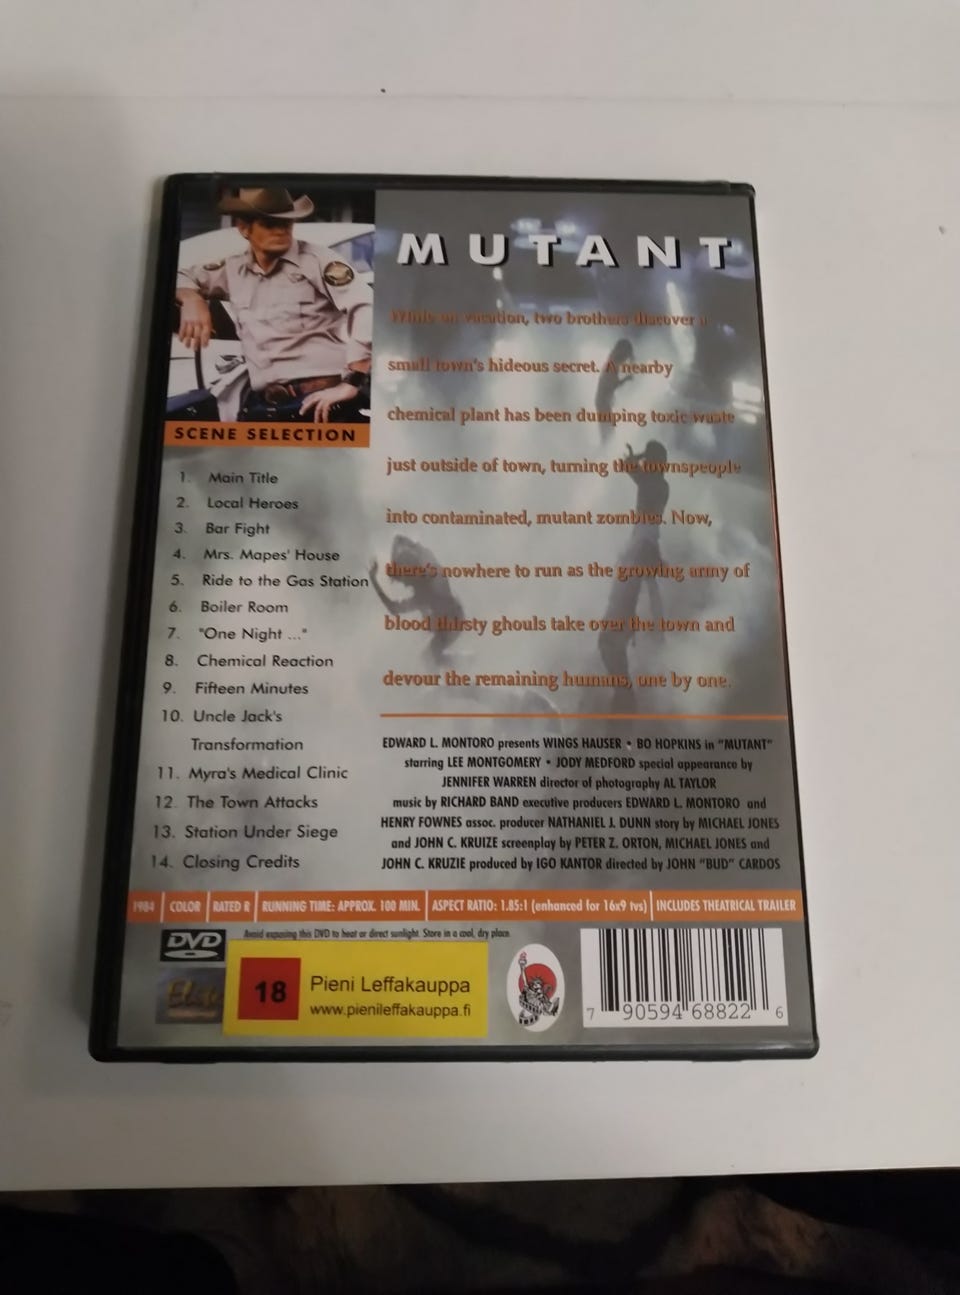 MUTANT
While on vacation, two brothers discover a
small town's hideous secret. A nearby
chemical plant has been dumping toxic waste
just outside of town, turning the townspeople
into contaminated, mutant zombies. Now,
there's nowhere to run as the growing army of
blood thirsty ghouls take over the town and
devour the remaining humans, one by one.
SCENE SELECTION
1. Main Title
2. Local Heroes
3. Bar Fight
4. Mrs. Mapes' House
5. Ride to the Gas Station
6. Boiler Room
7. "One Night ..."
8. Chemical Reaction
9. Fifteen Minutes
10. Uncle Jack's
Transformation
11. Myra's Medical Clinic
12. The Town Attacks
13. Station Under Siege
14. Closing Credits
EDWARD L. MONTORO presents WINGS HAUSER • BO HOPKINS in "MUTANT"
starring LEE MONTGOMERY • JODY MEDFORD special appearance by
JENNIFER WARREN director of photography AL TAYLOR
music by RICHARD BAND executive producers EDWARD L. MONTORO and
HENRY FOWNES assoc. producer NATHANIEL J. DUNN story by MICHAEL JONES
and JOHN C. KRUIZE screenplay by PETER Z. ORTON, MICHAEL JONES and
JOHN C. KRUZIE produced by IGO KANTOR directed by JOHN "BUD" CARDOS
1984 COLOR RATED R RUNNING TIME: APPROX. 100 MIN. ASPECT RATIO: 1.85:1 (enhanced for 16x9 tvs) INCLUDES THEATRICAL TRAILER
DVD
Avoid exposing this DVD to heat or direct sunlight. Store in a cool, dry place.
Elite
18 Pieni Leffakauppa
www.pienileffakauppa.fi
7 90594 68822 6